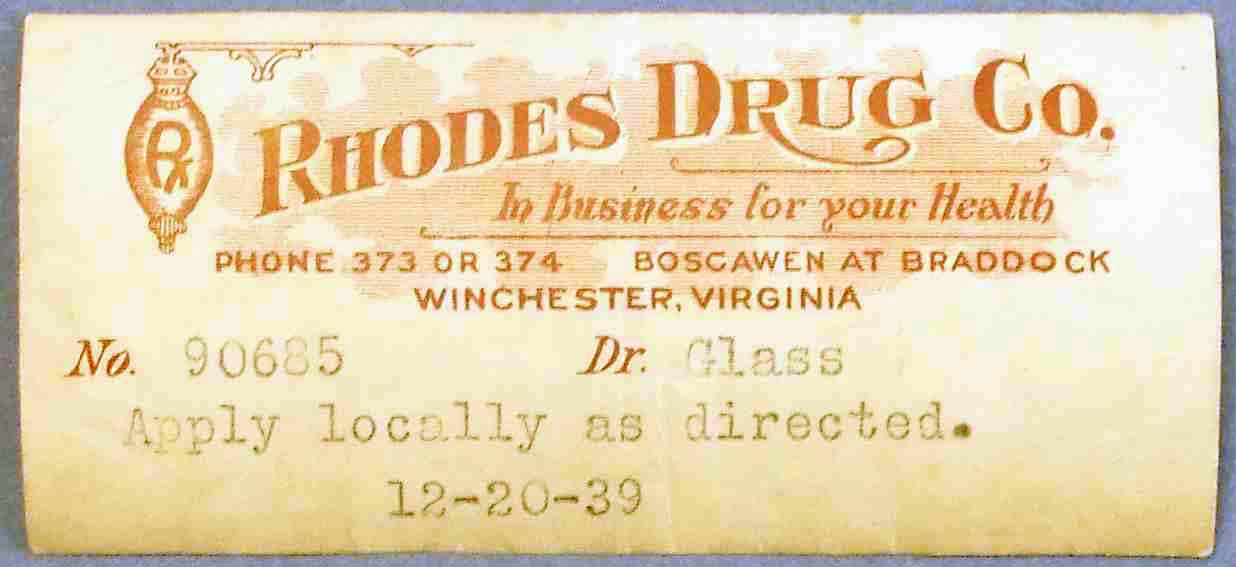 Rx
RHODES DRUG CO.
In Business for your Health
PHONE 373 OR 374 BOSCAWEN AT BRADDOCK
WINCHESTER, VIRGINIA
No. 90685 Dr. Glass
Apply locally as directed.
12-20-39